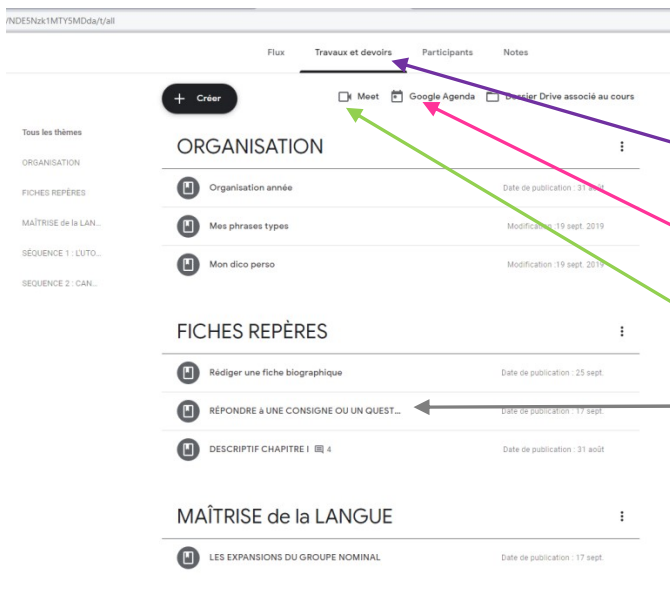 /NDE5Nzk1MTY5MDda/t/all
Flux Travaux et devoirs Participants Notes
+ Créer Meet Google Agenda Dossier Drive associé au cours
Tous les thèmes
ORGANISATION
FICHES REPÈRES
MAÎTRISE de la LAN...
SÉQUENCE 1 : L'UTO...
SEQUENCE 2 : CAN...
ORGANISATION
Organisation année Date de publication : 31 août
Mes phrases types Modification :19 sept. 2019
Mon dico perso Modification :19 sept. 2019
FICHES REPÈRES
Rédiger une fiche biographique Date de publication : 25 sept.
RÉPONDRE à UNE CONSIGNE OU UN QUEST... Date de publication : 17 sept.
DESCRIPTIF CHAPITRE I 4 Date de publication : 31 août
MAÎTRISE de la LANGUE
LES EXPANSIONS DU GROUPE NOMINAL Date de publication : 17 sept.